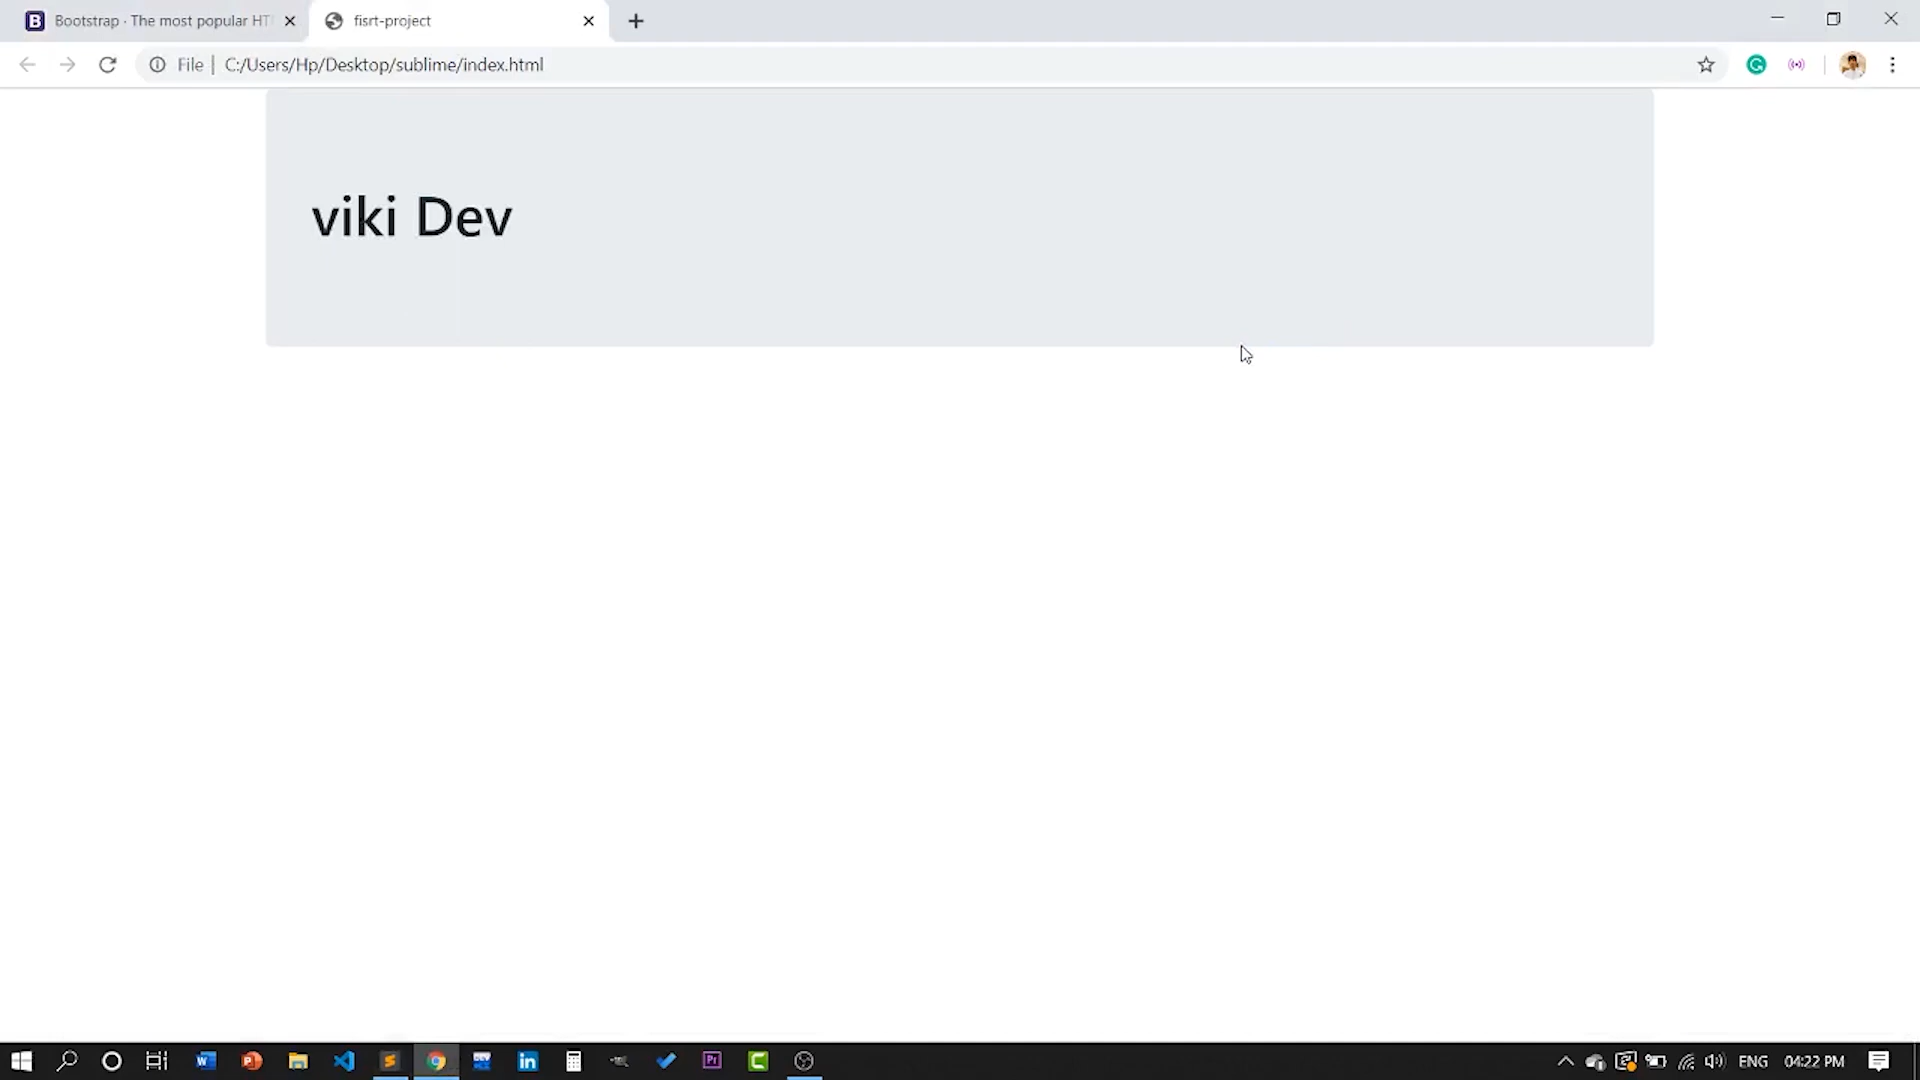 Bootstrap · The most popular HT
fisrt-project
File
C:/Users/Hp/Desktop/sublime/index.html
viki Dev
ENG
04:22 PM